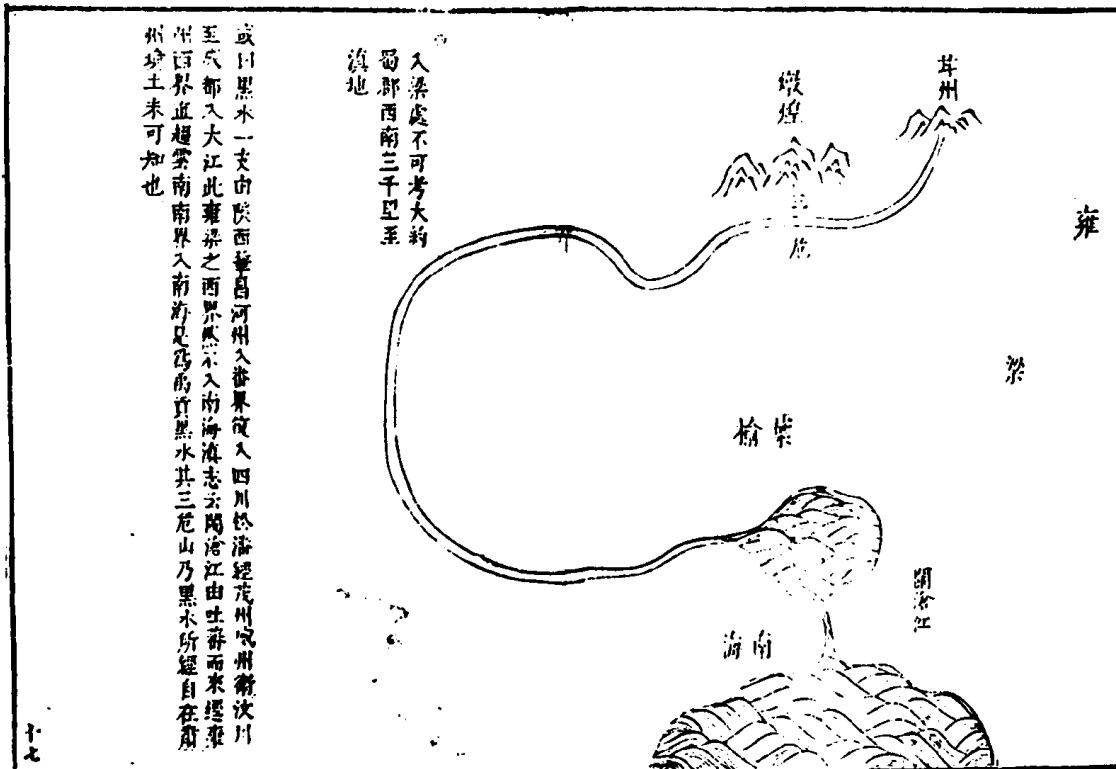 雍
梁
甘州
燉煌
三危
葉榆
闌滄江
南海
入梁處不可考大約
蜀郡西南三千里至
滇地
或曰黑水一支由陝西鞏昌河州入番界復入四川松潘經茂州威州衛汶川
至成都入大江此雍梁之西界然不入南海滇志云闌滄江由吐蕃而來經雍
州西界直趨雲南南界入南海是為禹貢黑水其三危山乃黑水所經自在肅
州境土未可知也
十七